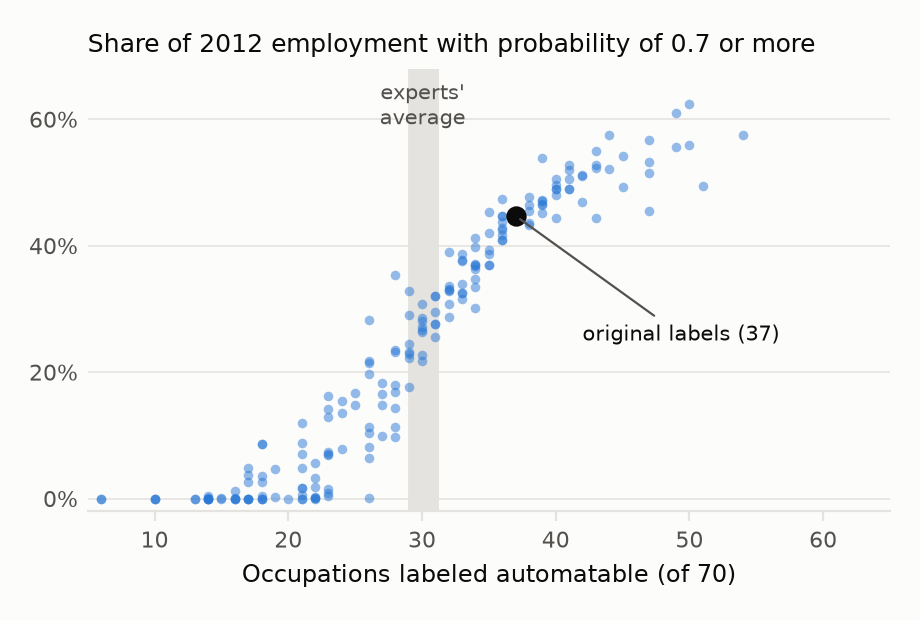 Share of 2012 employment with probability of 0.7 or more
experts'
average
60%
40%
20%
0%
original labels (37)
10 20 30 40 50 60
Occupations labeled automatable (of 70)